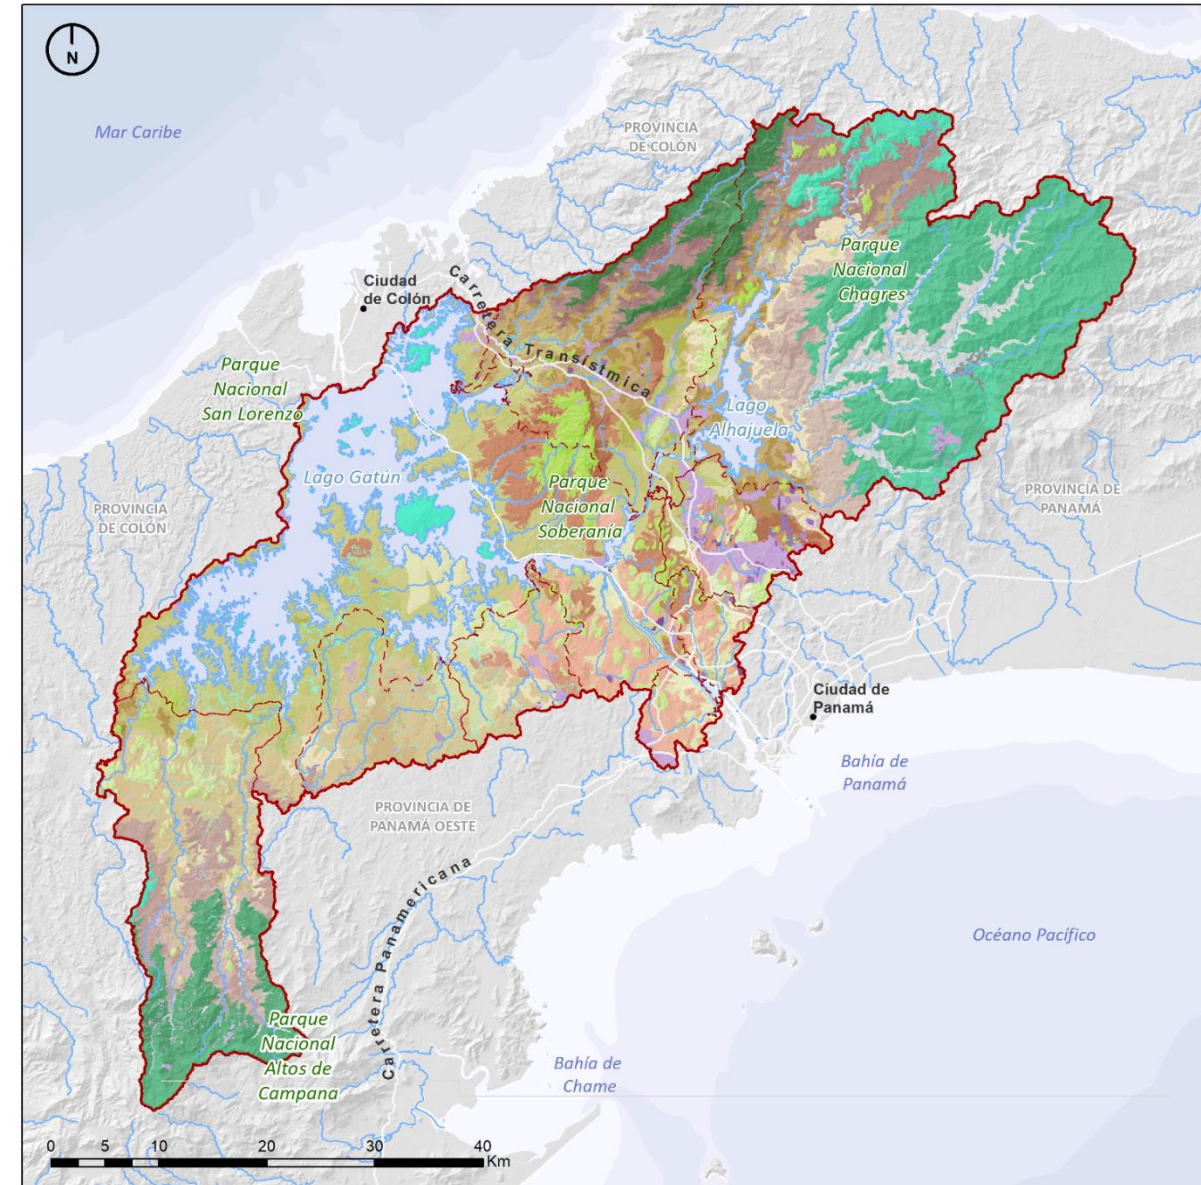 N
Mar Caribe
PROVINCIA
DE COLÓN
Parque
Nacional
Chagres
Ciudad
de Colón
Carretera Transístmica
Parque
Nacional
San Lorenzo
Lago
Alhajuela
Lago Gatún
Parque
Nacional
Soberanía
PROVINCIA
DE COLÓN
PROVINCIA DE
PANAMÁ
Ciudad de
Panamá
Bahía de
Panamá
PROVINCIA DE
PANAMÁ OESTE
Carretera Panamericana
Océano Pacífico
Parque
Nacional
Altos de
Campana
Bahía de
Chame
0 5 10 20 30 40
Km